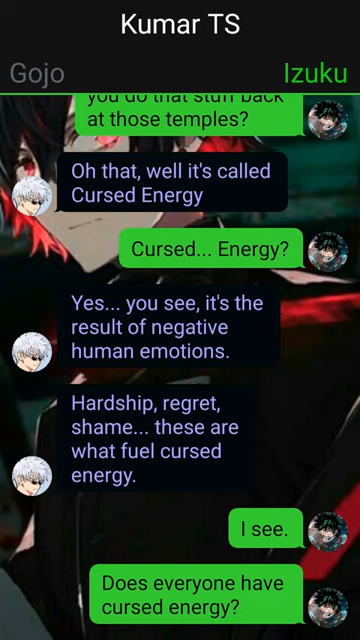 Kumar TS
Gojo
Izuku
you do that stuff back
at those temples?
Oh that, well it's called
Cursed Energy
Cursed... Energy?
Yes... you see, it's the
result of negative
human emotions.
Hardship, regret,
shame... these are
what fuel cursed
energy.
I see.
Does everyone have
cursed energy?